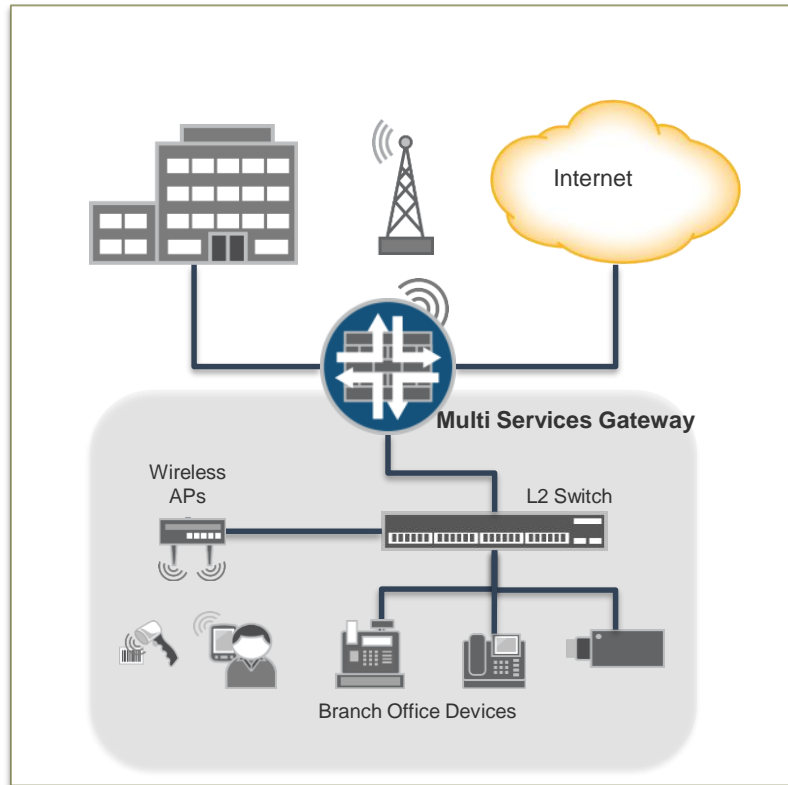 Internet
Multi Services Gateway
Wireless
APs
L2 Switch
Branch Office Devices